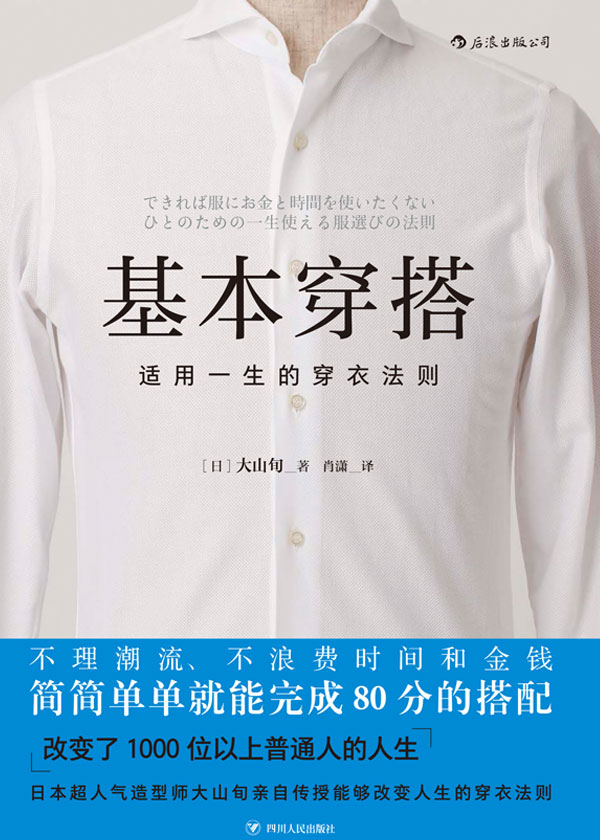 后浪出版公司
できれば服にお金と時間を使いたくない
ひとのための一生使える服選びの法則
基本穿搭
适用一生的穿衣法则
［日］大山旬＿著 肖潇＿译
不理潮流、不浪费时间和金钱
简简单单就能完成80分的搭配
改变了1000位以上普通人的人生
日本超人气造型师大山旬亲自传授能够改变人生的穿衣法则
四川人民出版社